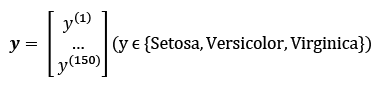 y = [ y^(1) ... y^(150) ] (y ϵ {Setosa, Versicolor, Virginica})